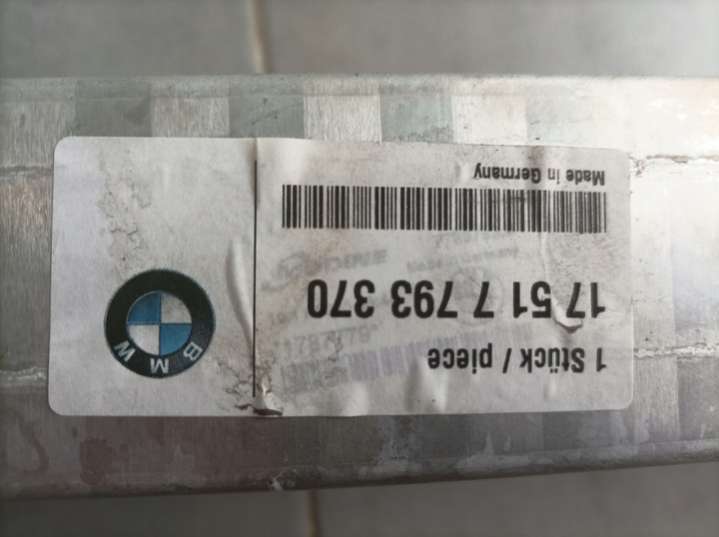 1 Stück / piece
17 51 7 793 370
Made in Germany
BMW